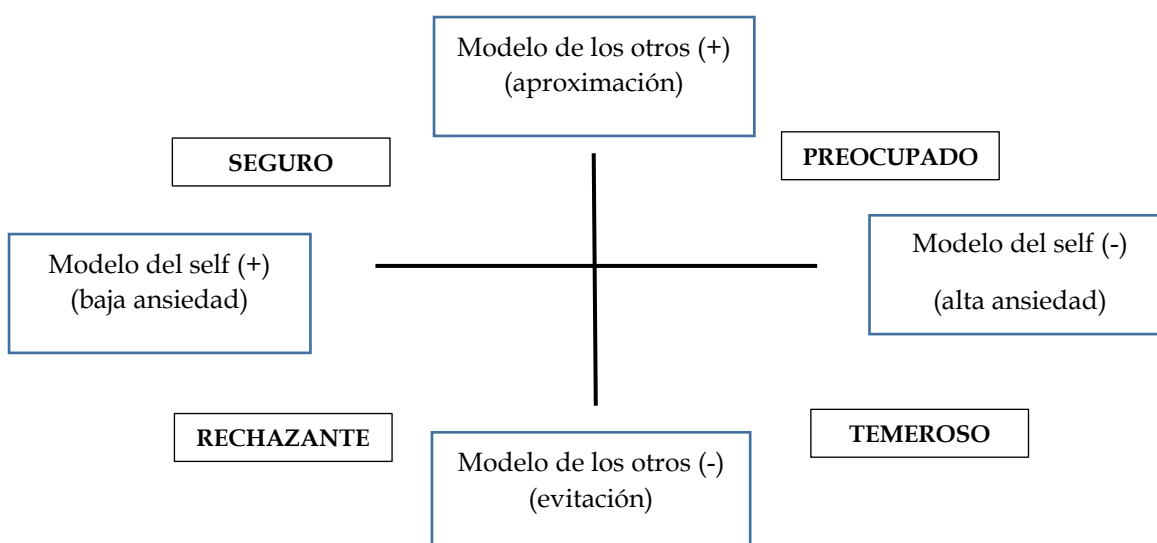 Modelo de los otros (+)
(aproximación)
SEGURO
PREOCUPADO
Modelo del self (+)
(baja ansiedad)
Modelo del self (-)
(alta ansiedad)
RECHAZANTE
TEMEROSO
Modelo de los otros (-)
(evitación)